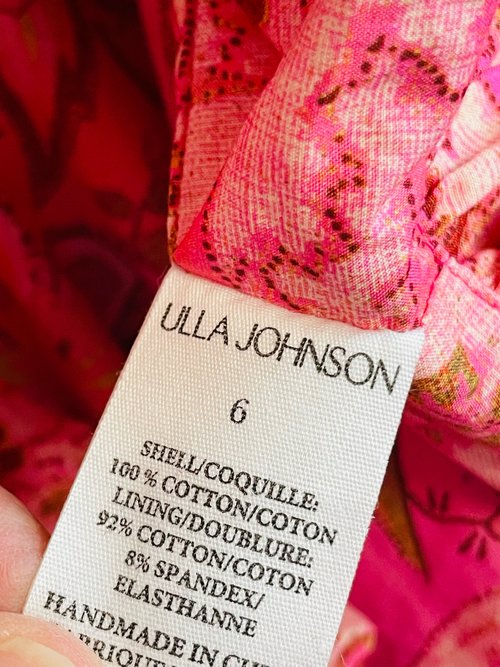 ULLA JOHNSON
6
SHELL/COQUILLE:
100 % COTTON/COTON
LINING/DOUBLURE:
92% COTTON/COTON
8% SPANDEX/
ELASTHANNE
HANDMADE IN